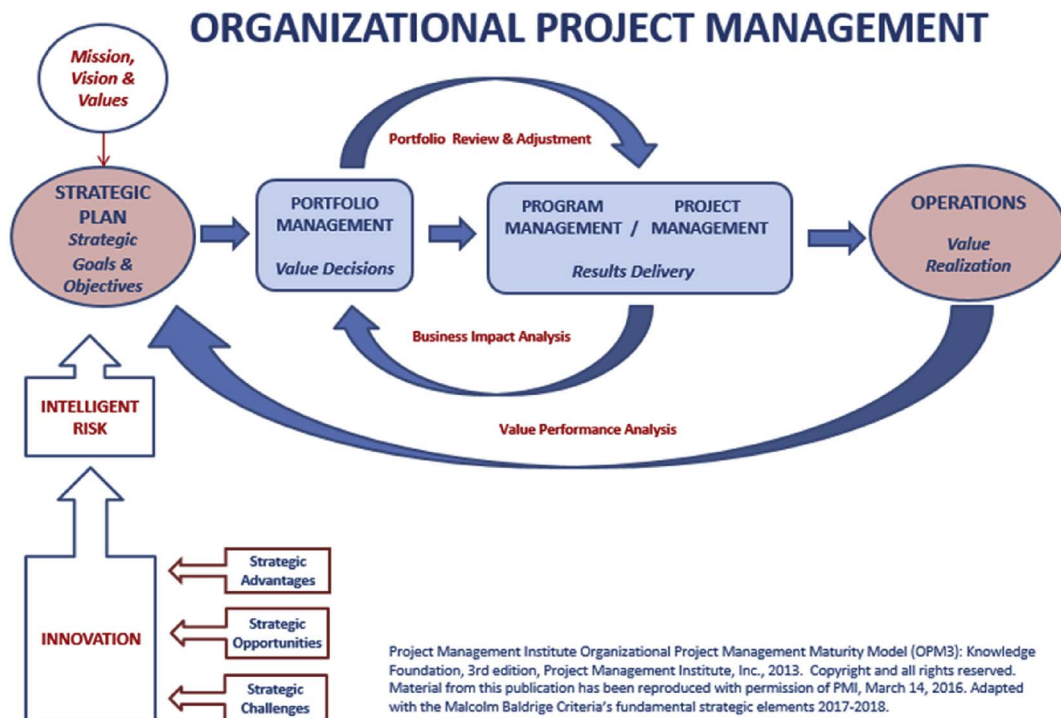 ORGANIZATIONAL PROJECT MANAGEMENT
Mission,
Vision &
Values
Portfolio Review & Adjustment
STRATEGIC
PLAN
Strategic
Goals &
Objectives
PORTFOLIO
MANAGEMENT
Value Decisions
PROGRAM PROJECT
MANAGEMENT / MANAGEMENT
Results Delivery
OPERATIONS
Value
Realization
Business Impact Analysis
Value Performance Analysis
INTELLIGENT
RISK
INNOVATION
Strategic
Advantages
Strategic
Opportunities
Strategic
Challenges
Project Management Institute Organizational Project Management Maturity Model (OPM3): Knowledge
Foundation, 3rd edition, Project Management Institute, Inc., 2013. Copyright and all rights reserved.
Material from this publication has been reproduced with permission of PMI, March 14, 2016. Adapted
with the Malcolm Baldrige Criteria's fundamental strategic elements 2017-2018.